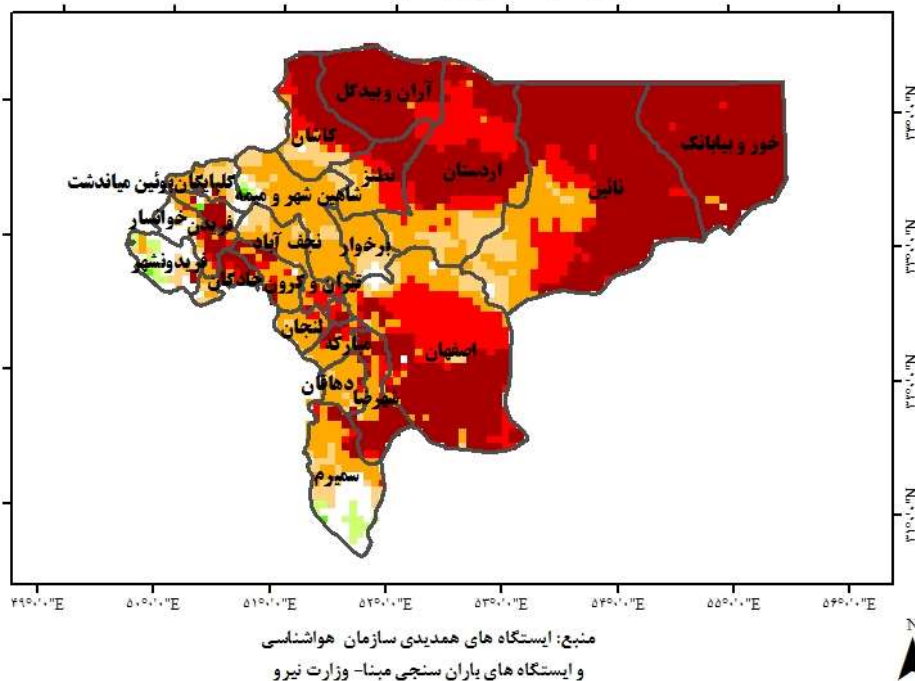 آران و بیدگل
کاشان
خور و بیابانک
اردستان
نطنز
نائین
گلپایگان
بوئین میاندشت
شاهین شهر و میمه
خوانسار
فریدن
نجف آباد
برخوار
فریدونشهر
چادگان
تیران و کرون
لنجان
مبارکه
اصفهان
دهاقان
شهرضا
سمیرم
۴۹°۰'۰"E ۵۰°۰'۰"E ۵۱°۰'۰"E ۵۲°۰'۰"E ۵۳°۰'۰"E ۵۴°۰'۰"E ۵۵°۰'۰"E ۵۶°۰'۰"E
منبع: ایستگاه های همدیدی سازمان هواشناسی
و ایستگاه های باران سنجی مبنا- وزارت نیرو
N